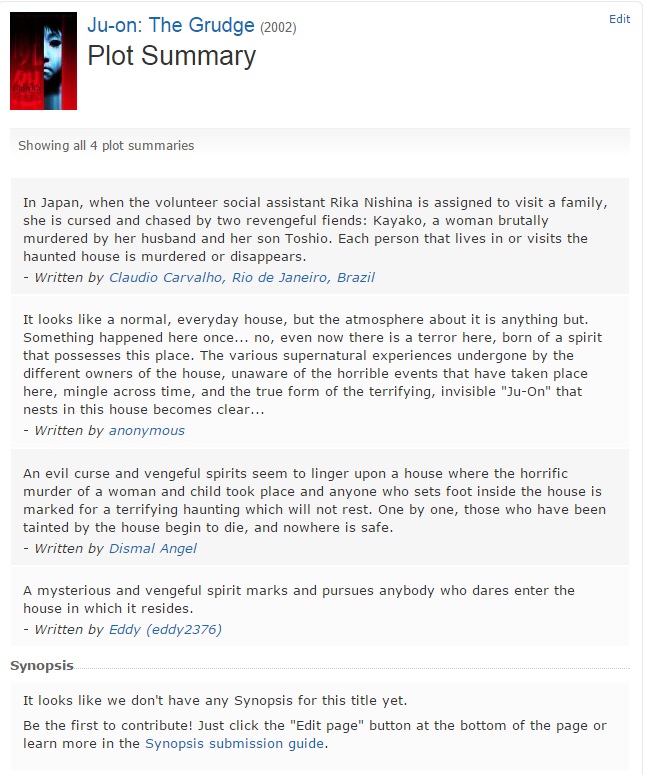 Ju-on: The Grudge (2002)
Edit
Plot Summary
Showing all 4 plot summaries
In Japan, when the volunteer social assistant Rika Nishina is assigned to visit a family,
she is cursed and chased by two revengeful fiends: Kayako, a woman brutally
murdered by her husband and her son Toshio. Each person that lives in or visits the
haunted house is murdered or disappears.
- Written by Claudio Carvalho, Rio de Janeiro, Brazil
It looks like a normal, everyday house, but the atmosphere about it is anything but.
Something happened here once... no, even now there is a terror here, born of a spirit
that possesses this place. The various supernatural experiences undergone by the
different owners of the house, unaware of the horrible events that have taken place
here, mingle across time, and the true form of the terrifying, invisible "Ju-On" that
nests in this house becomes clear...
- Written by anonymous
An evil curse and vengeful spirits seem to linger upon a house where the horrific
murder of a woman and child took place and anyone who sets foot inside the house is
marked for a terrifying haunting which will not rest. One by one, those who have been
tainted by the house begin to die, and nowhere is safe.
- Written by Dismal Angel
A mysterious and vengeful spirit marks and pursues anybody who dares enter the
house in which it resides.
- Written by Eddy (eddy2376)
Synopsis
It looks like we don't have any Synopsis for this title yet.
Be the first to contribute! Just click the "Edit page" button at the bottom of the page or
learn more in the Synopsis submission guide.